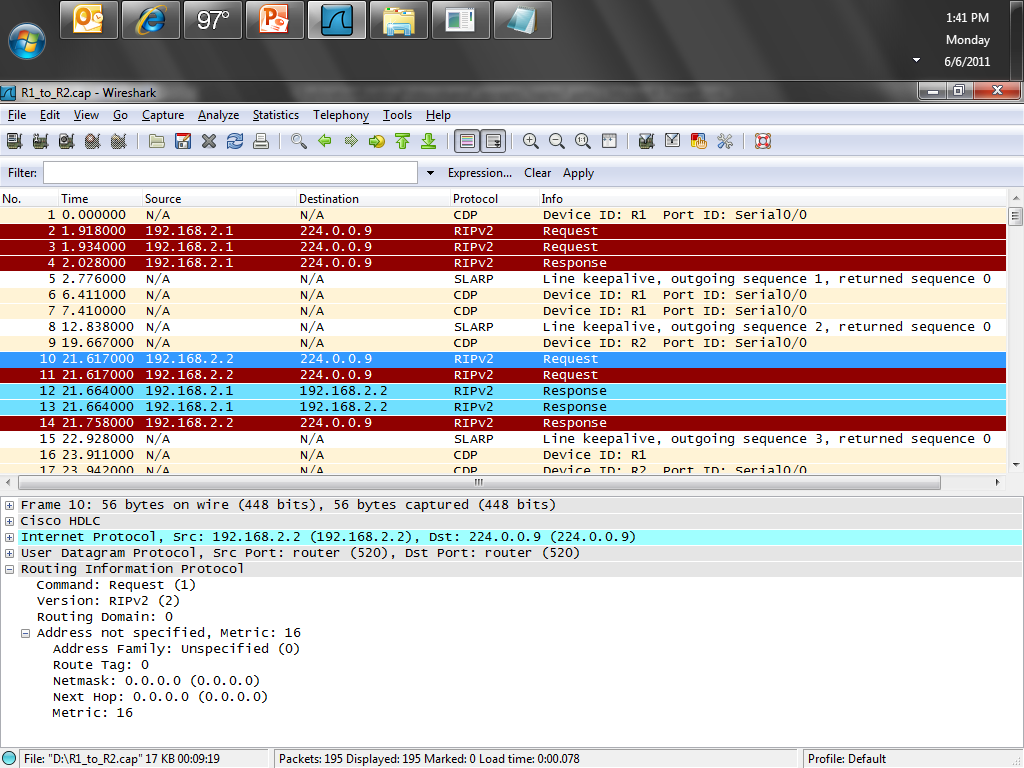 97°
1:41 PM
Monday
6/6/2011
R1_to_R2.cap - Wireshark
File Edit View Go Capture Analyze Statistics Telephony Tools Help
Filter: Expression... Clear Apply
No. Time Source Destination Protocol Info
1 0.000000 N/A N/A CDP Device ID: R1 Port ID: Serial0/0
2 1.918000 192.168.2.1 224.0.0.9 RIPv2 Request
3 1.934000 192.168.2.1 224.0.0.9 RIPv2 Request
4 2.028000 192.168.2.1 224.0.0.9 RIPv2 Response
5 2.776000 N/A N/A SLARP Line keepalive, outgoing sequence 1, returned sequence 0
6 6.411000 N/A N/A CDP Device ID: R1 Port ID: Serial0/0
7 7.410000 N/A N/A CDP Device ID: R1 Port ID: Serial0/0
8 12.838000 N/A N/A SLARP Line keepalive, outgoing sequence 2, returned sequence 0
9 19.667000 N/A N/A CDP Device ID: R2 Port ID: Serial0/0
10 21.617000 192.168.2.2 224.0.0.9 RIPv2 Request
11 21.617000 192.168.2.2 224.0.0.9 RIPv2 Request
12 21.664000 192.168.2.1 192.168.2.2 RIPv2 Response
13 21.664000 192.168.2.1 192.168.2.2 RIPv2 Response
14 21.758000 192.168.2.2 224.0.0.9 RIPv2 Response
15 22.928000 N/A N/A SLARP Line keepalive, outgoing sequence 3, returned sequence 0
16 23.911000 N/A N/A CDP Device ID: R1
17 23.942000 N/A N/A CDP Device ID: R2 Port ID: Serial0/0
Frame 10: 56 bytes on wire (448 bits), 56 bytes captured (448 bits)
Cisco HDLC
Internet Protocol, Src: 192.168.2.2 (192.168.2.2), Dst: 224.0.0.9 (224.0.0.9)
User Datagram Protocol, Src Port: router (520), Dst Port: router (520)
Routing Information Protocol
Command: Request (1)
Version: RIPv2 (2)
Routing Domain: 0
Address not specified, Metric: 16
Address Family: Unspecified (0)
Route Tag: 0
Netmask: 0.0.0.0 (0.0.0.0)
Next Hop: 0.0.0.0 (0.0.0.0)
Metric: 16
File: "D:\R1_to_R2.cap" 17 KB 00:09:19 Packets: 195 Displayed: 195 Marked: 0 Load time: 0:00.078 Profile: Default